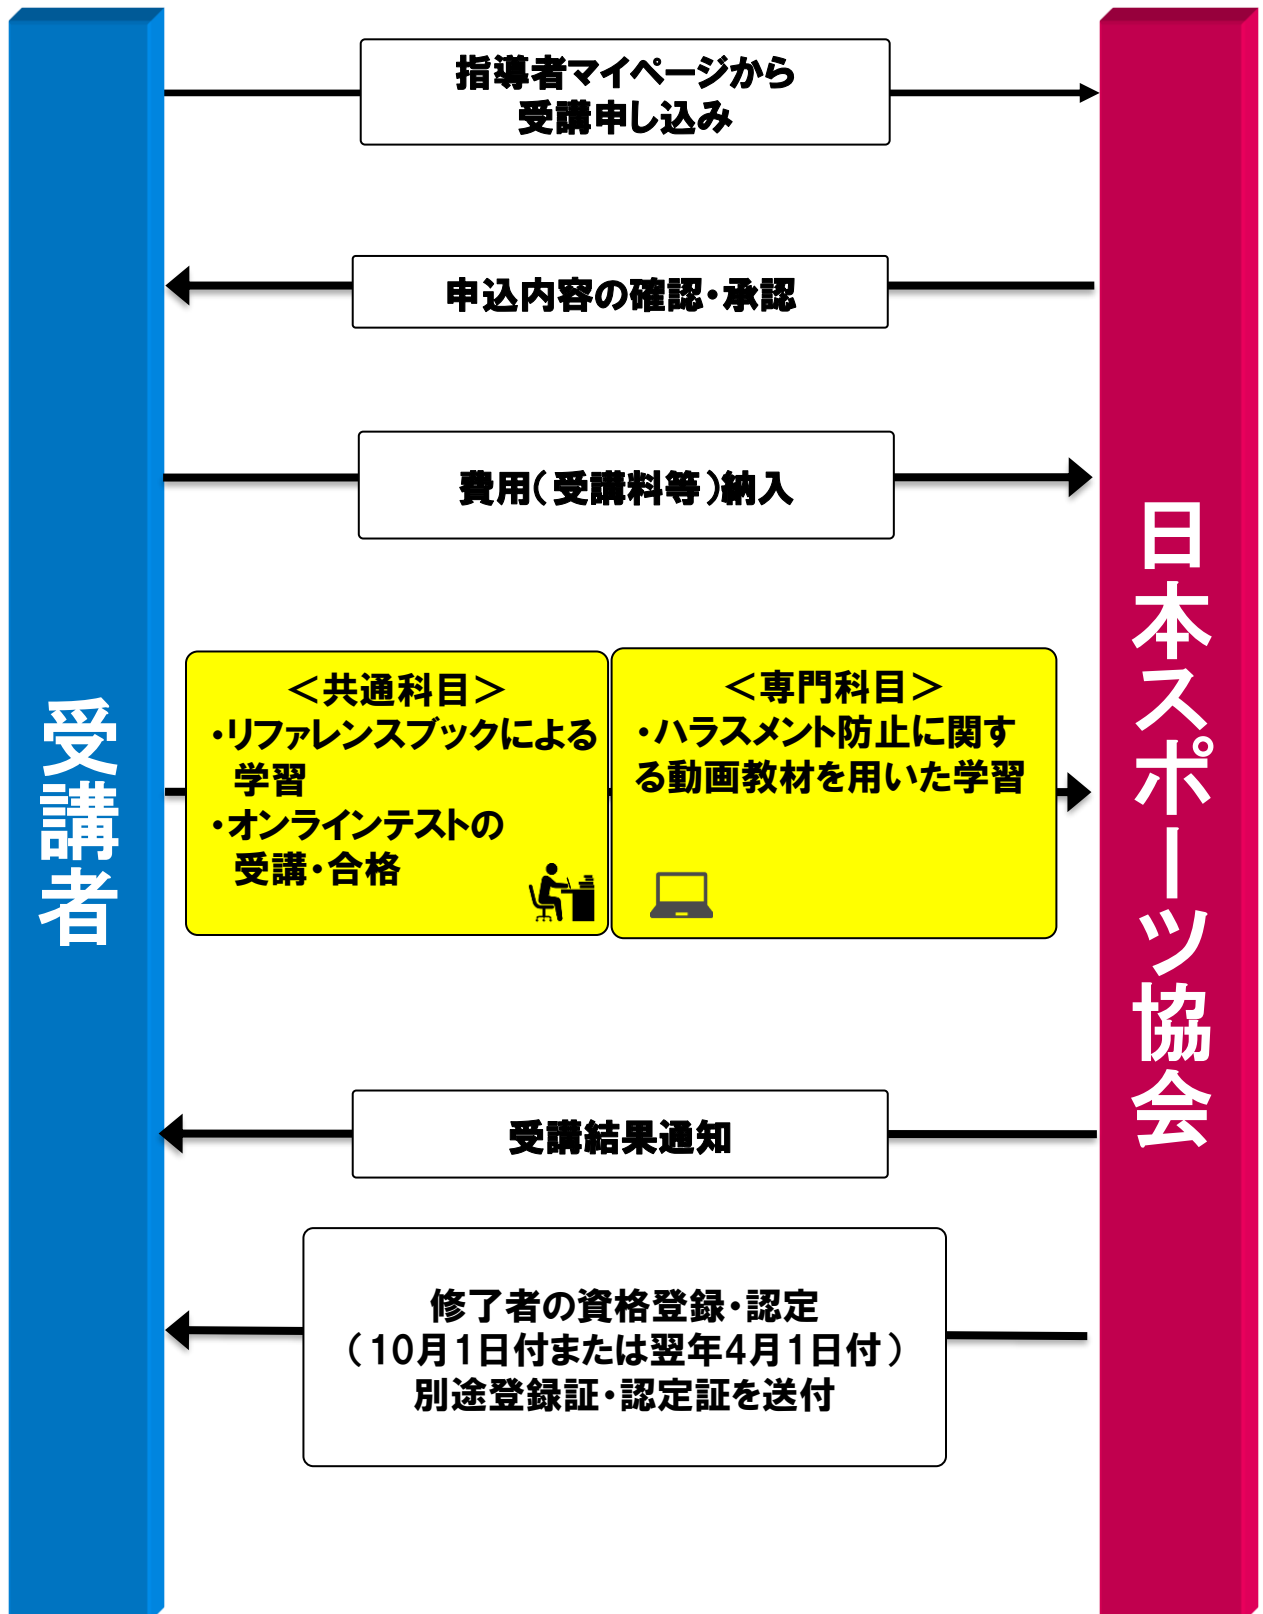 指導者マイページから
受講申し込み
申込内容の確認・承認
費用（受講料等）納入
受講者
日本スポーツ協会
＜共通科目＞
・リファレンスブックによる
学習
・オンラインテストの
受講・合格
＜専門科目＞
・ハラスメント防止に関す
る動画教材を用いた学習
受講結果通知
修了者の資格登録・認定
（10月1日付または翌年4月1日付）
別途登録証・認定証を送付